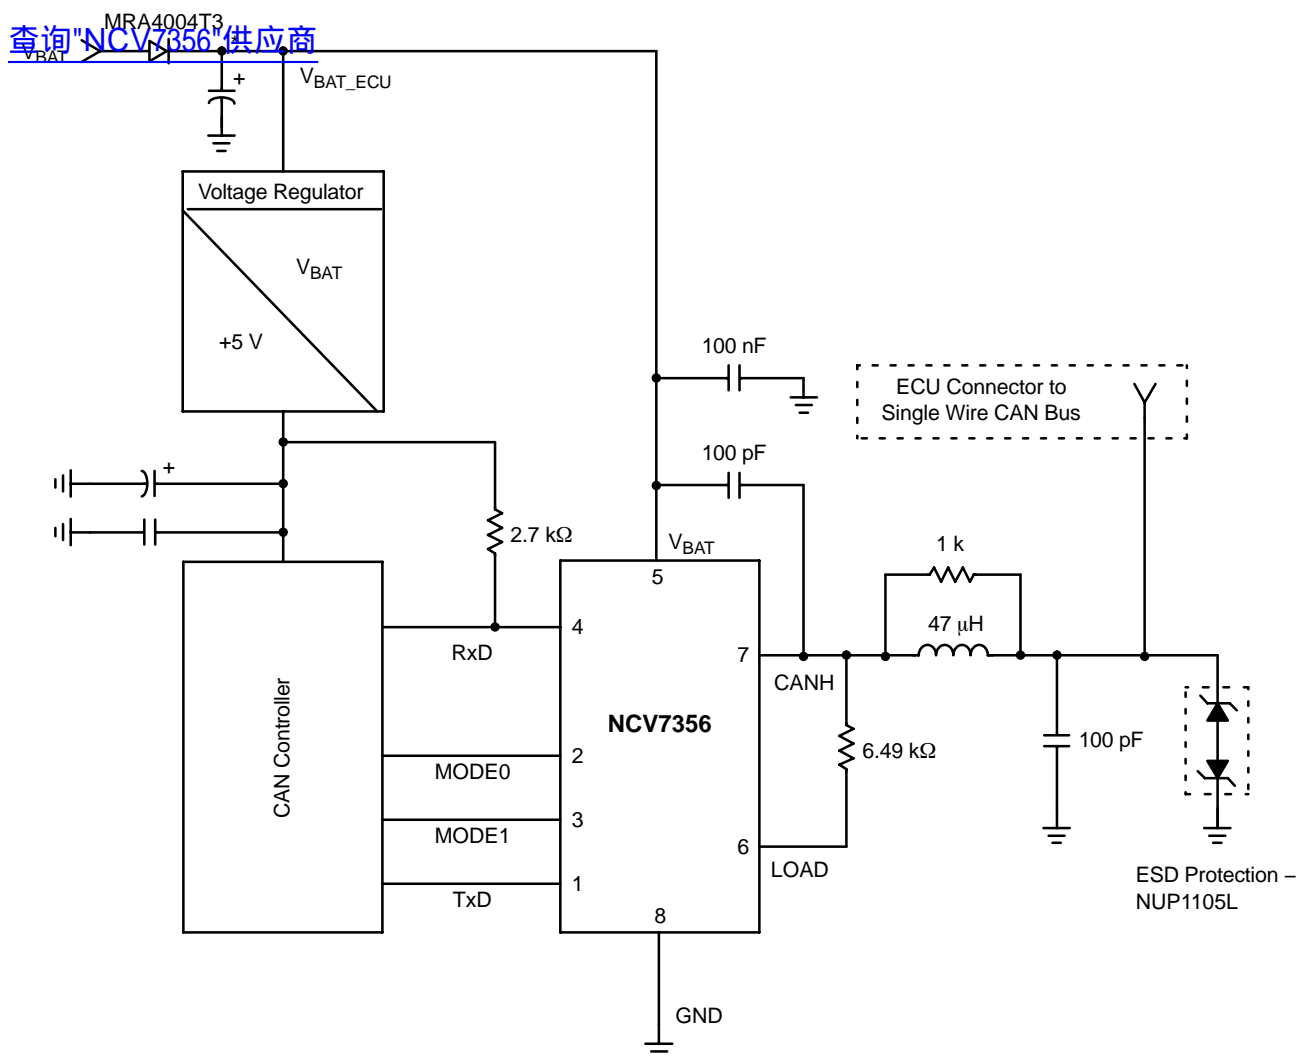 MRA4004T3
查询"NCV7356"供应商
VBAT
*
+
VBAT_ECU
Voltage Regulator
VBAT
+5 V
100 nF
ECU Connector to
Single Wire CAN Bus
100 pF
+
2.7 kΩ
VBAT
5
1 k
47 μH
4
RxD
7
CANH
CAN Controller
NCV7356
2
MODE0
6.49 kΩ
100 pF
3
MODE1
6
LOAD
1
TxD
ESD Protection –
NUP1105L
8
GND